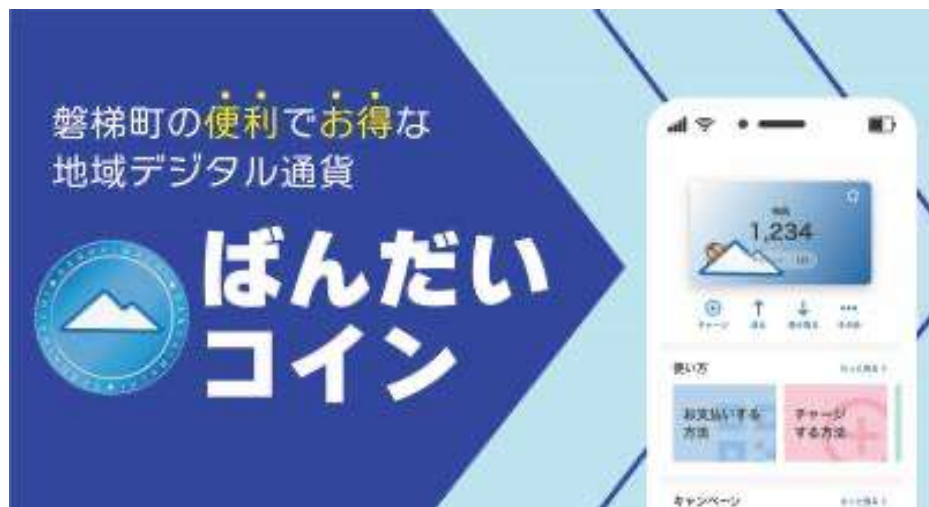 磐梯町の便利でお得な
地域デジタル通貨
ばんだい
コイン
1,234
チャージ
使い方
お支払いする
方法
チャージ
する方法
キャンペーン